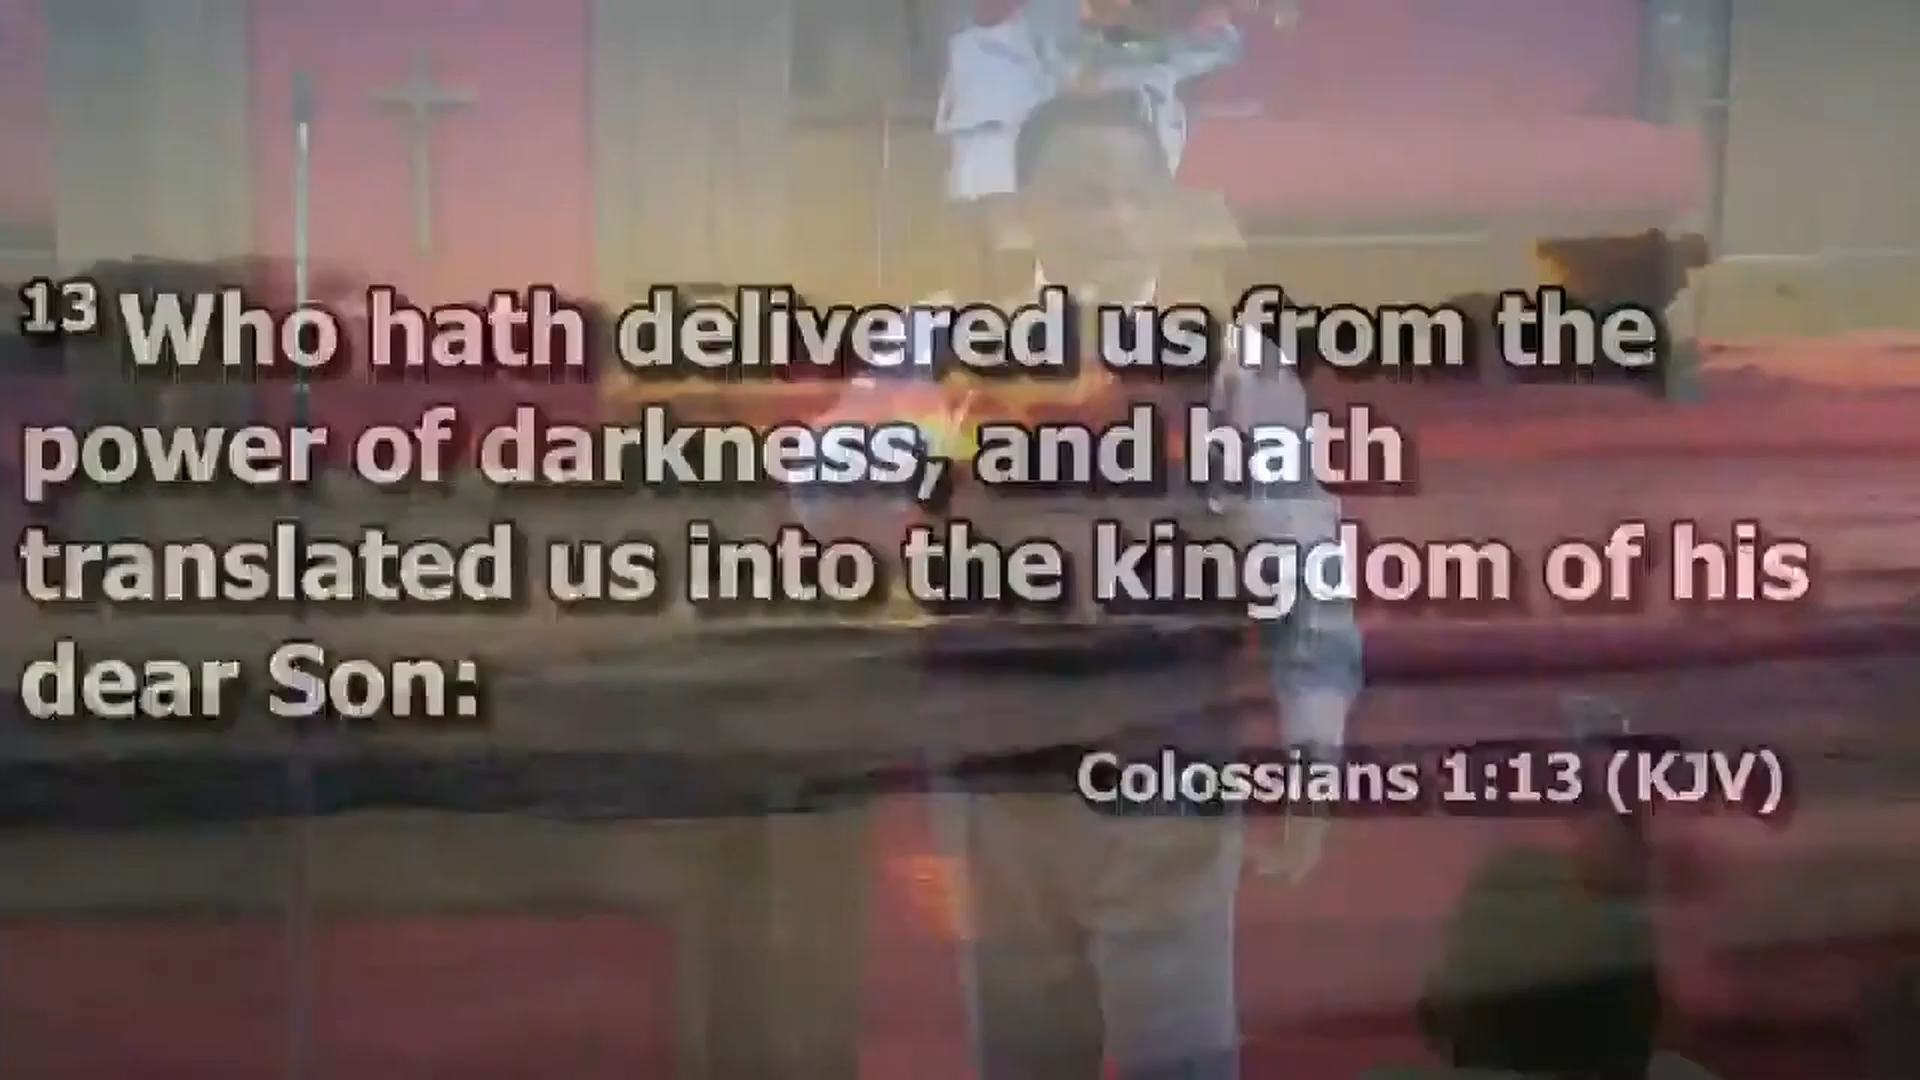 13 Who hath delivered us from the
power of darkness, and hath
translated us into the kingdom of his
dear Son:
Colossians 1:13 (KJV)